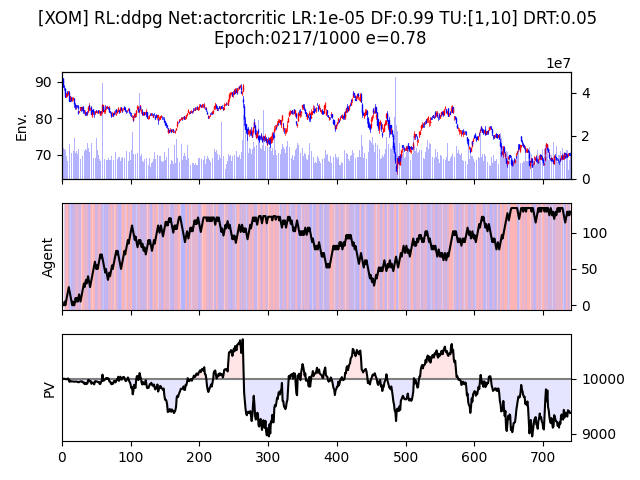 [XOM] RL:ddpg Net:actorcritic LR:1e-05 DF:0.99 TU:[1,10] DRT:0.05
Epoch:0217/1000 e=0.78
1e7
90
80
70
Env.
4
2
0
Agent
100
50
0
PV
10000
9000
0 100 200 300 400 500 600 700